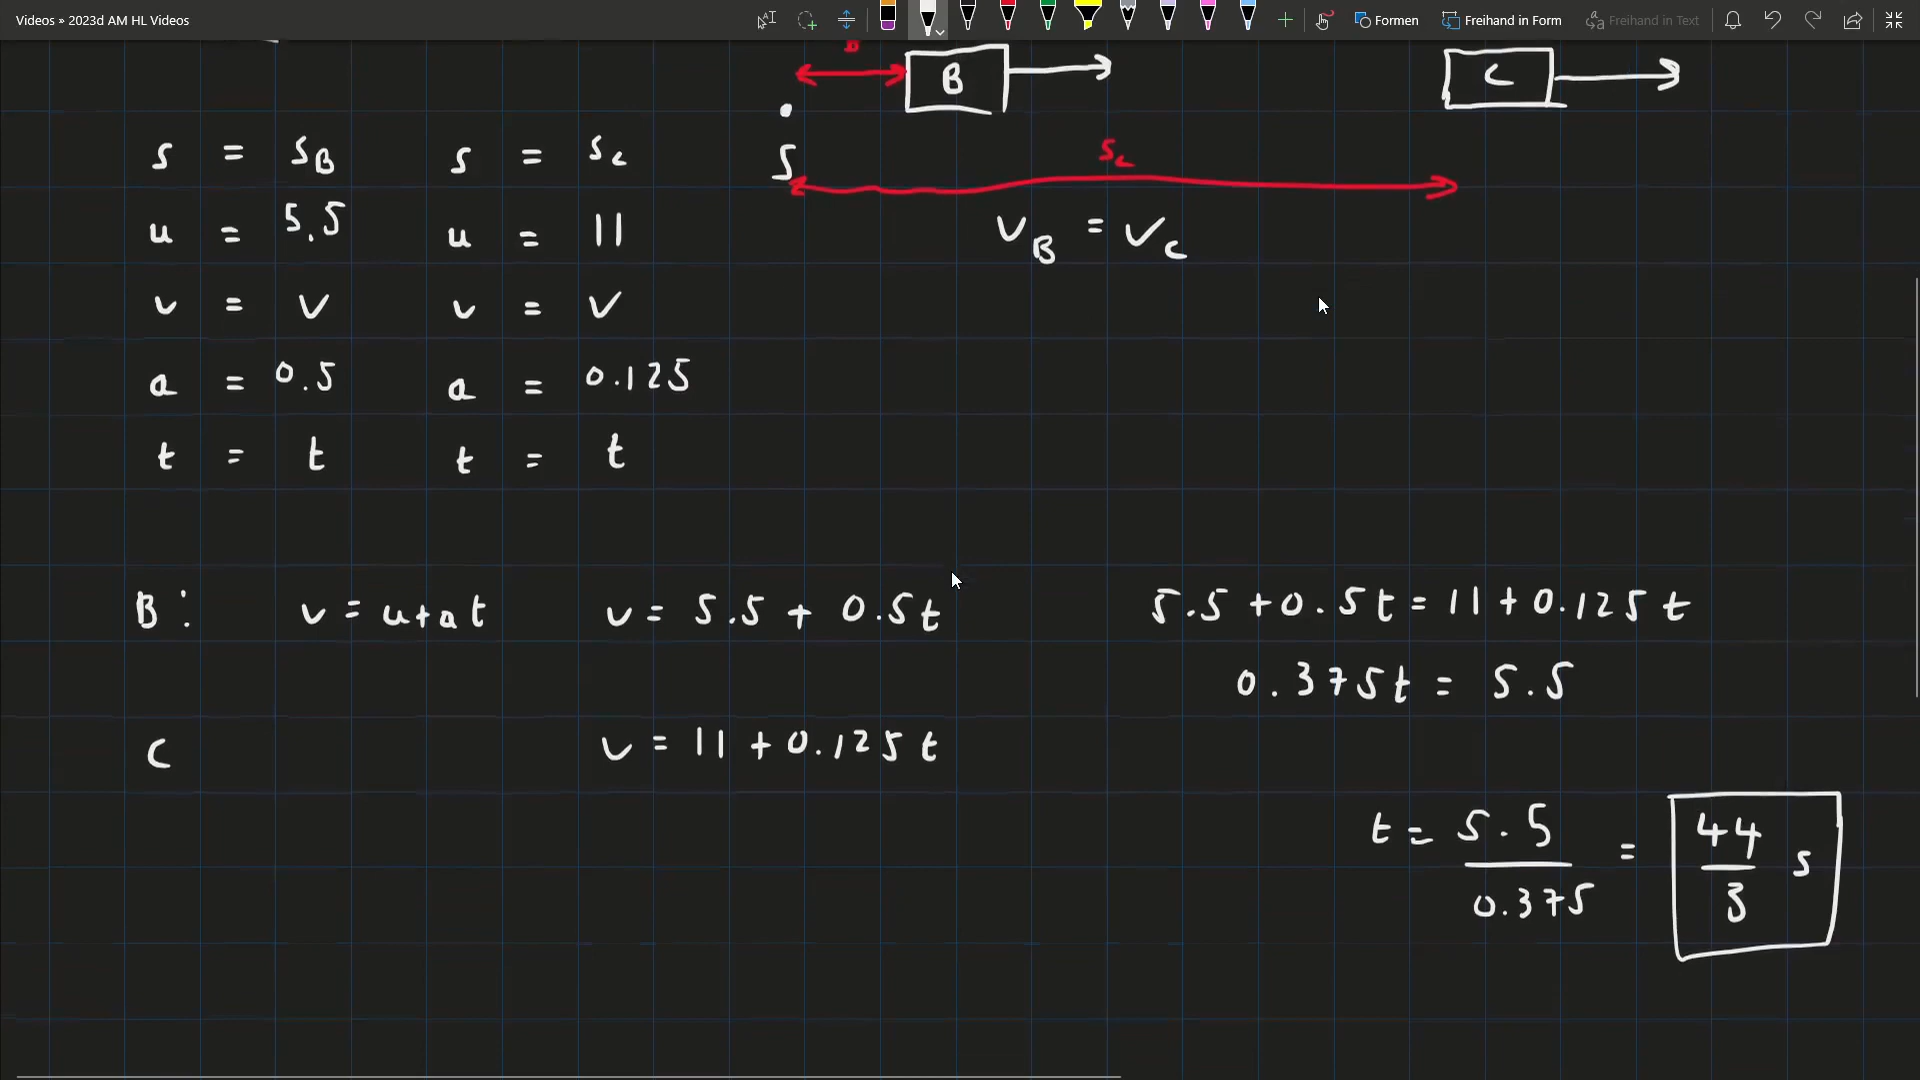 Videos » 2023d AM HL Videos
Formen
Freihand in Form
Freihand in Text
B
B
C
S
s_c
v_B = v_c
s = s_B
s = s_c
u = 5.5
u = 11
v = v
v = v
a = 0.5
a = 0.125
t = t
t = t
B: v = u+at v = 5.5 + 0.5t
5.5 + 0.5t = 11 + 0.125t
0.375t = 5.5
C v = 11 + 0.125t
t = 5.5/0.375 = 44/3 s